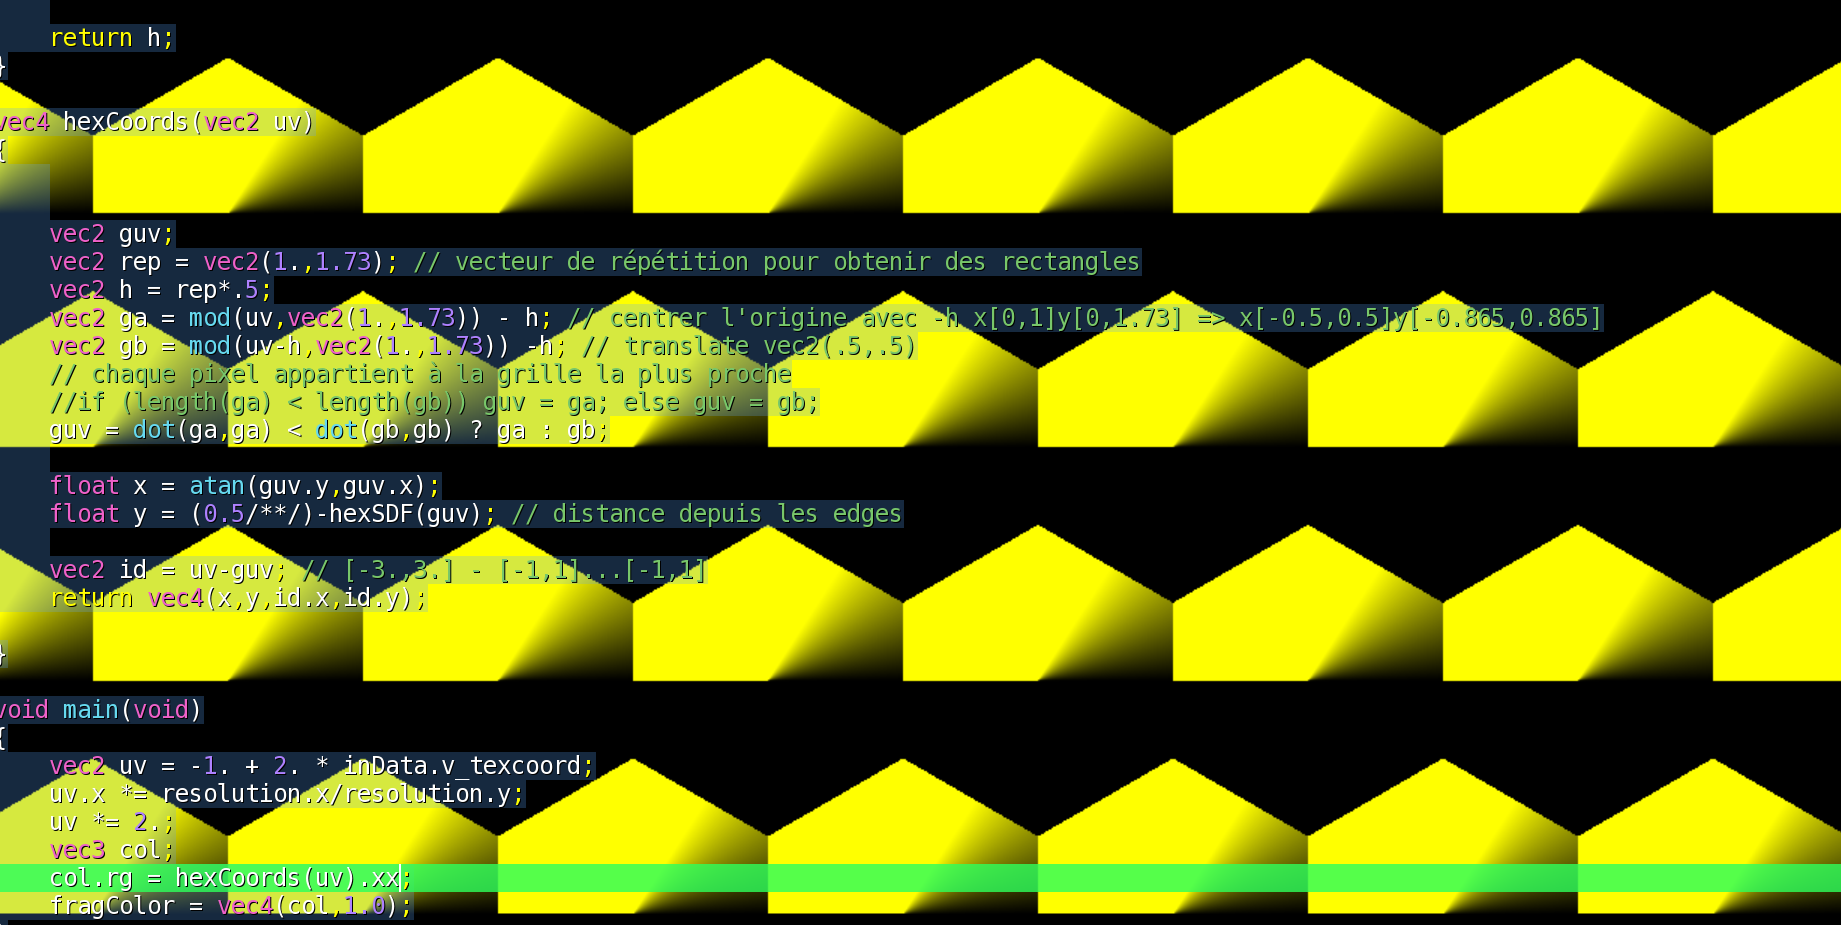 return h;
}
vec4 hexCoords(vec2 uv)
{
vec2 guv;
vec2 rep = vec2(1.,1.73); // vecteur de répétition pour obtenir des rectangles
vec2 h = rep*.5;
vec2 ga = mod(uv,vec2(1.,1.73)) - h; // centrer l'origine avec -h x[0,1]y[0,1.73] => x[-0.5,0.5]y[-0.865,0.865]
vec2 gb = mod(uv-h,vec2(1.,1.73)) -h; // translate vec2(.5,.5)
// chaque pixel appartient à la grille la plus proche
//if (length(ga) < length(gb)) guv = ga; else guv = gb;
guv = dot(ga,ga) < dot(gb,gb) ? ga : gb;
float x = atan(guv.y,guv.x);
float y = (0.5/**/)-hexSDF(guv); // distance depuis les edges
vec2 id = uv-guv; // [-3.,3.] - [-1,1]...[-1,1]
return vec4(x,y,id.x,id.y);
}
void main(void)
{
vec2 uv = -1. + 2. * inData.v_texcoord;
uv.x *= resolution.x/resolution.y;
uv *= 2.;
vec3 col;
col.rg = hexCoords(uv).xx;
fragColor = vec4(col,1.0);